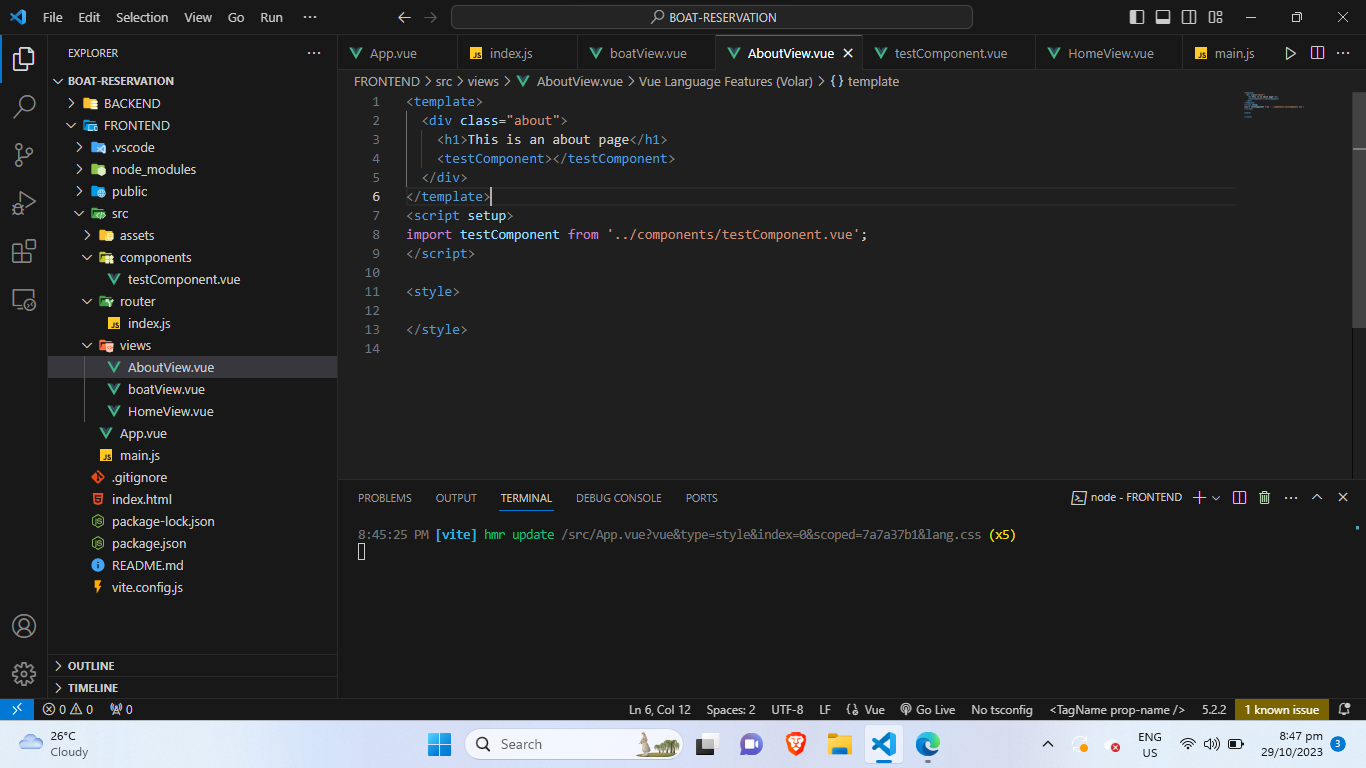 File Edit Selection View Go Run ··· BOAT-RESERVATION
EXPLORER ···
App.vue index.js boatView.vue AboutView.vue testComponent.vue HomeView.vue main.js ···
FRONTEND > src > views > AboutView.vue > Vue Language Features (Volar) > {} template
BOAT-RESERVATION
BACKEND
FRONTEND
.vscode
node_modules
public
src
assets
components
testComponent.vue
router
index.js
views
AboutView.vue
boatView.vue
HomeView.vue
App.vue
main.js
.gitignore
index.html
package-lock.json
package.json
README.md
vite.config.js
OUTLINE
TIMELINE
1 <template>
2 <div class="about">
3 <h1>This is an about page</h1>
4 <testComponent></testComponent>
5 </div>
6 </template>
7 <script setup>
8 import testComponent from '../components/testComponent.vue';
9 </script>
10
11 <style>
12
13 </style>
14
PROBLEMS OUTPUT TERMINAL DEBUG CONSOLE PORTS node - FRONTEND ···
8:45:25 PM [vite] hmr update /src/App.vue?vue&type=style&index=0&scoped=7a7a37b1&lang.css (x5)
0 0 0 Ln 6, Col 12 Spaces: 2 UTF-8 LF {} Vue Go Live No tsconfig <TagName prop-name /> 5.2.2 1 known issue
26°C
Cloudy
Search
ENG
US
8:47 pm
29/10/2023
3